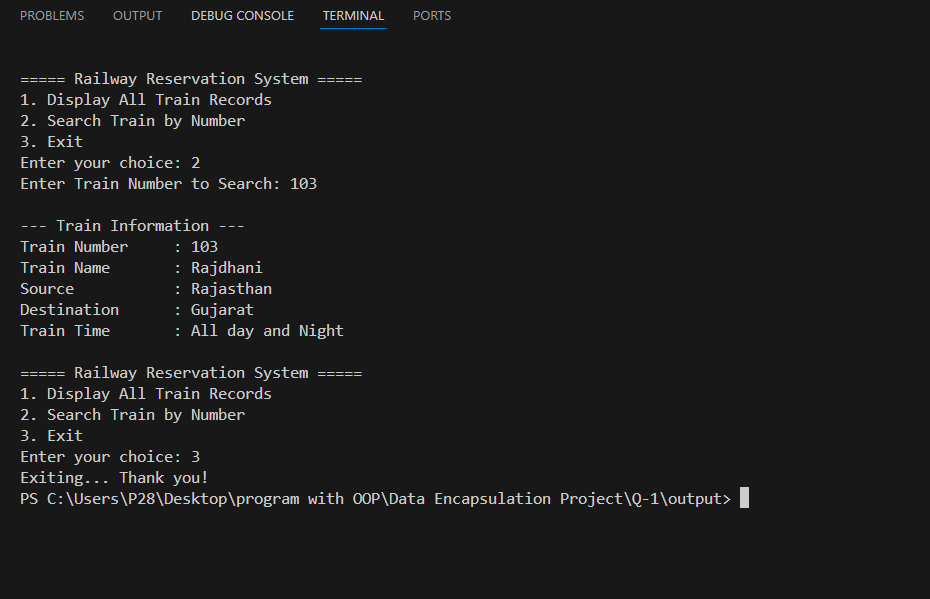 PROBLEMS OUTPUT DEBUG CONSOLE TERMINAL PORTS
===== Railway Reservation System =====
1. Display All Train Records
2. Search Train by Number
3. Exit
Enter your choice: 2
Enter Train Number to Search: 103
--- Train Information ---
Train Number     : 103
Train Name       : Rajdhani
Source           : Rajasthan
Destination      : Gujarat
Train Time       : All day and Night
===== Railway Reservation System =====
1. Display All Train Records
2. Search Train by Number
3. Exit
Enter your choice: 3
Exiting... Thank you!
PS C:\Users\P28\Desktop\program with OOP\Data Encapsulation Project\Q-1\output>